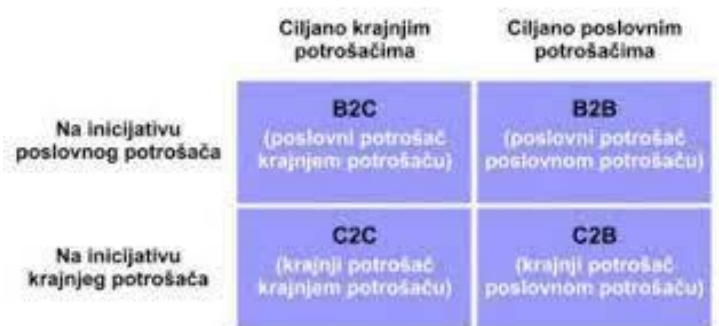 Ciljano krajnjim
potrošačima
Ciljano poslovnim
potrošačima
Na inicijativu
poslovnog potrošača
B2C
(poslovni potrošač
krajnjem potrošaču)
B2B
(poslovni potrošač
poslovnom potrošaču)
Na inicijativu
krajnjeg potrošača
C2C
(krajnji potrošač
krajnjem potrošaču)
C2B
(krajnji potrošač
poslovnom potrošaču)